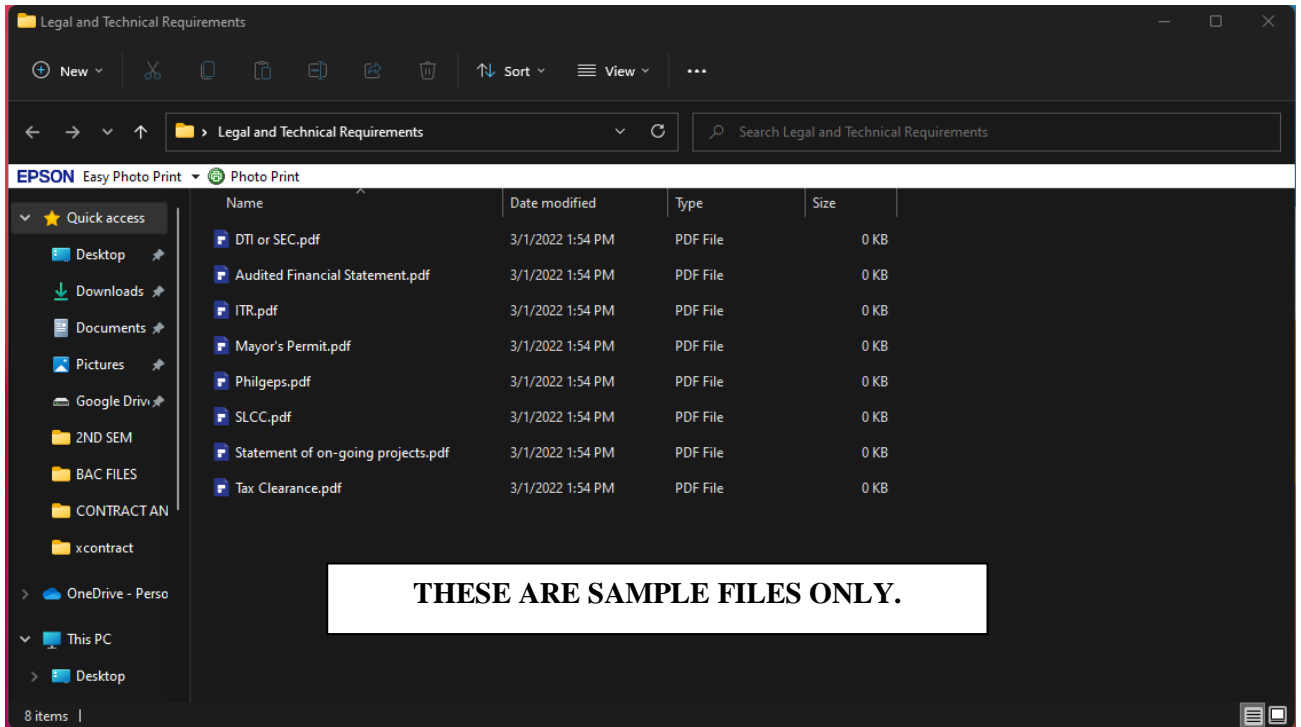 Legal and Technical Requirements
New Sort View
Legal and Technical Requirements Search Legal and Technical Requirements
EPSON Easy Photo Print Photo Print
Name Date modified Type Size
Quick access
Desktop
Downloads
Documents
Pictures
Google Driv
2ND SEM
BAC FILES
CONTRACT AN
xcontract
OneDrive - Perso
This PC
Desktop
DTI or SEC.pdf 3/1/2022 1:54 PM PDF File 0 KB
Audited Financial Statement.pdf 3/1/2022 1:54 PM PDF File 0 KB
ITR.pdf 3/1/2022 1:54 PM PDF File 0 KB
Mayor's Permit.pdf 3/1/2022 1:54 PM PDF File 0 KB
Philgeps.pdf 3/1/2022 1:54 PM PDF File 0 KB
SLCC.pdf 3/1/2022 1:54 PM PDF File 0 KB
Statement of on-going projects.pdf 3/1/2022 1:54 PM PDF File 0 KB
Tax Clearance.pdf 3/1/2022 1:54 PM PDF File 0 KB
THESE ARE SAMPLE FILES ONLY.
8 items